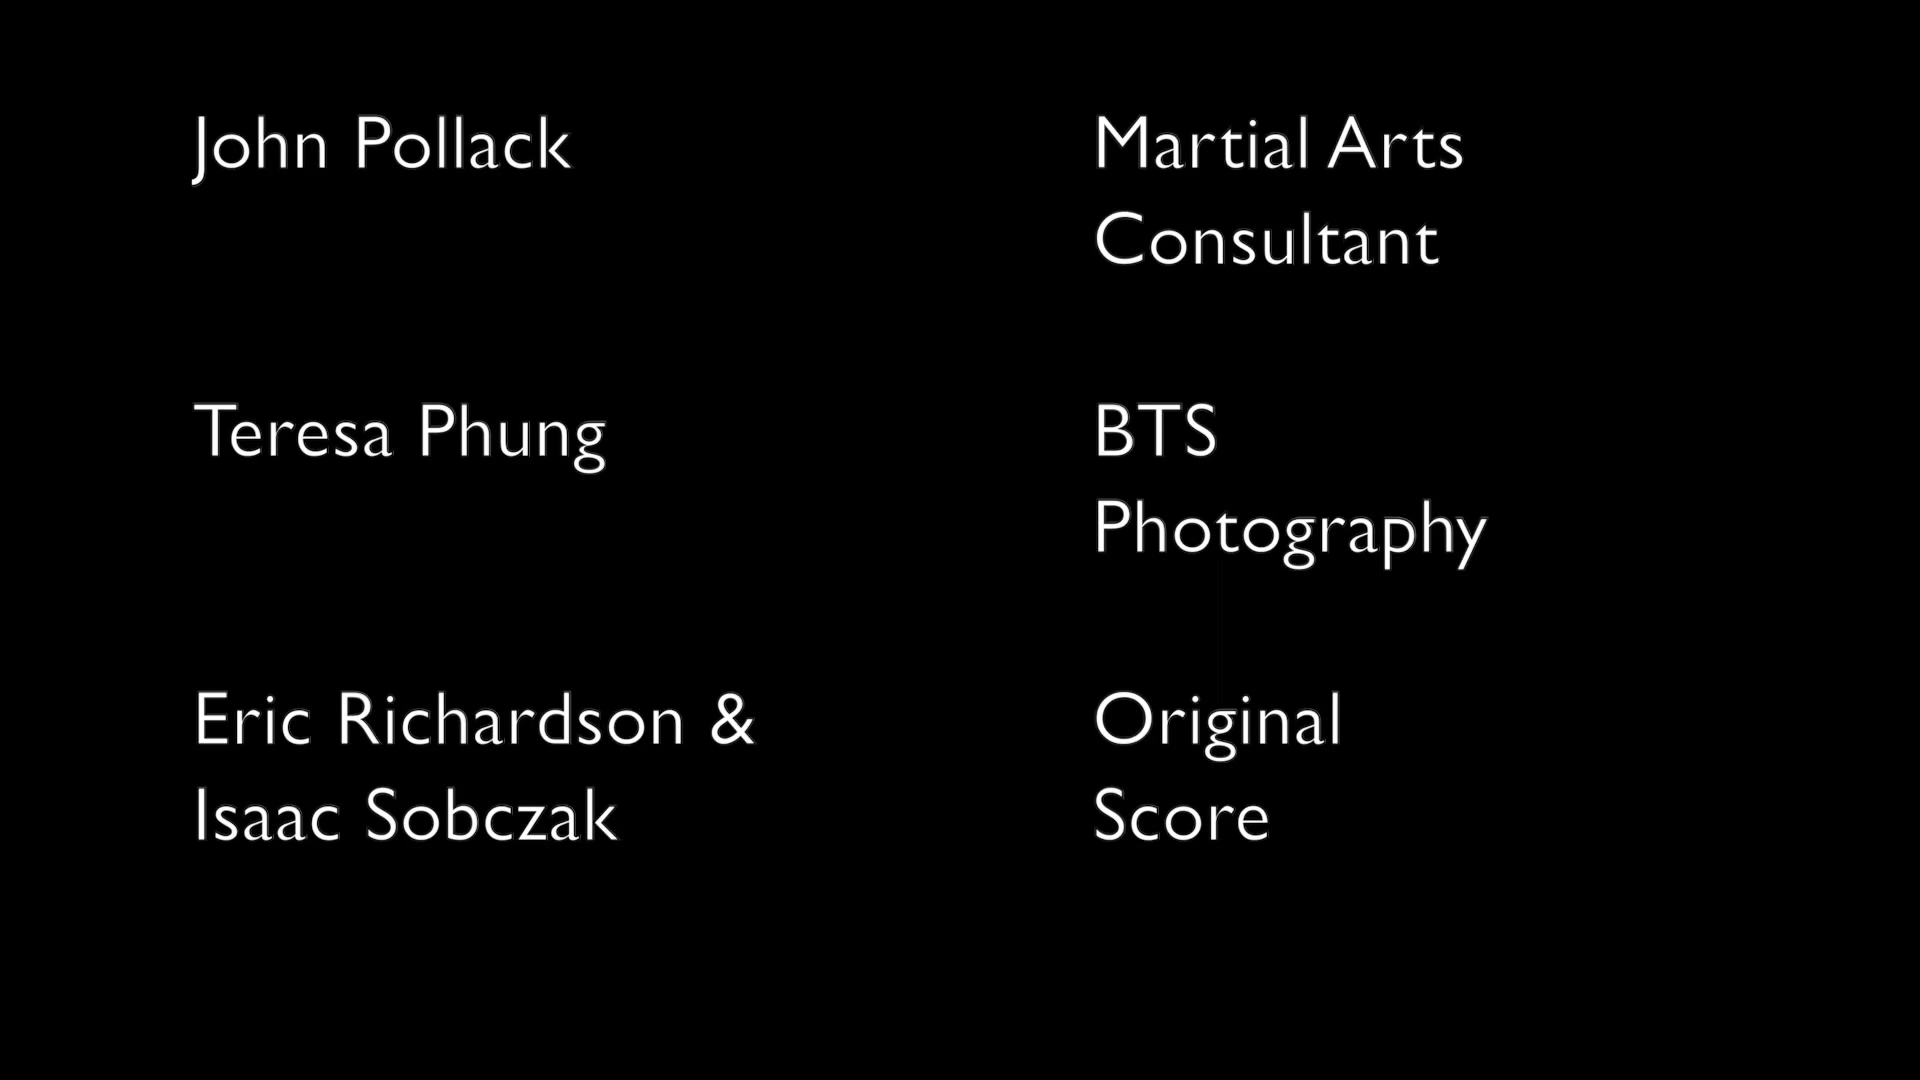 John Pollack
Martial Arts
Consultant
Teresa Phung
BTS
Photography
Eric Richardson &
Isaac Sobczak
Original
Score